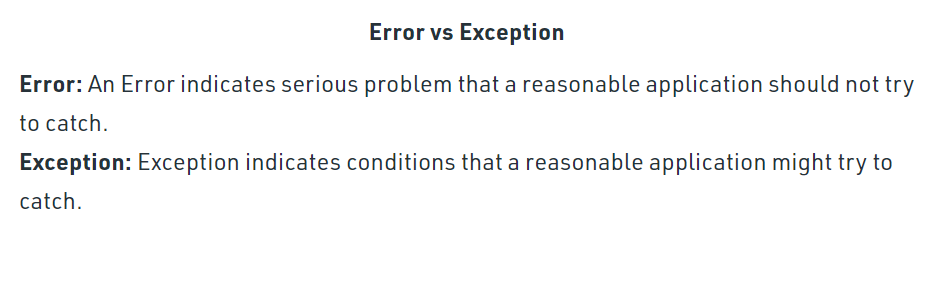 Error vs Exception
Error: An Error indicates serious problem that a reasonable application should not try
to catch.
Exception: Exception indicates conditions that a reasonable application might try to
catch.